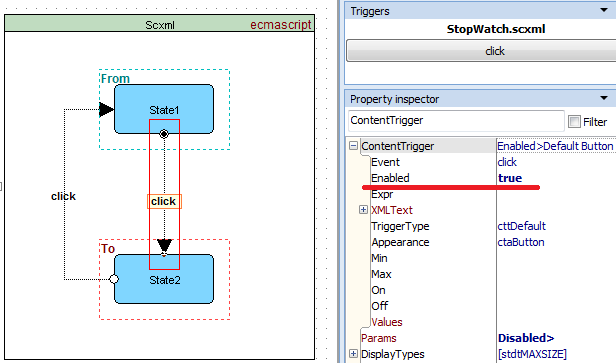 Scxml ecmascript
From
State1
click
click
To
State2
Triggers
StopWatch.scxml
click
Property inspector
ContentTrigger Filter
ContentTrigger Enabled>Default Button
Event click
Enabled true
Expr
XMLText
TriggerType cttDefault
Appearance ctaButton
Min
Max
On
Off
Values
Params Disabled>
DisplayTypes [stdtMAXSIZE]